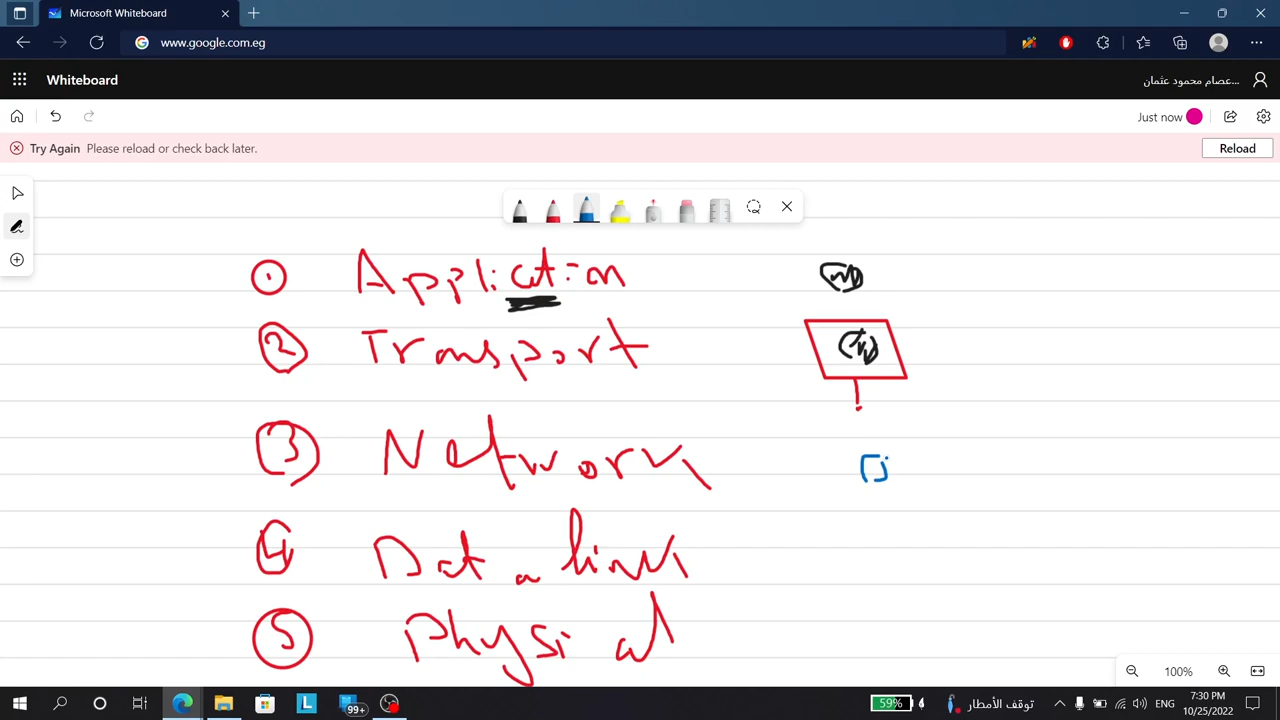 Microsoft Whiteboard
www.google.com.eg
Whiteboard
عصام محمود عثمان...
Just now
Try Again Please reload or check back later.
Reload
1 Application
2 Transport
3 Network
4 Data link
5 Physical
100%
L
99+
59%
توقف الأمطار
ENG
7:30 PM
10/25/2022